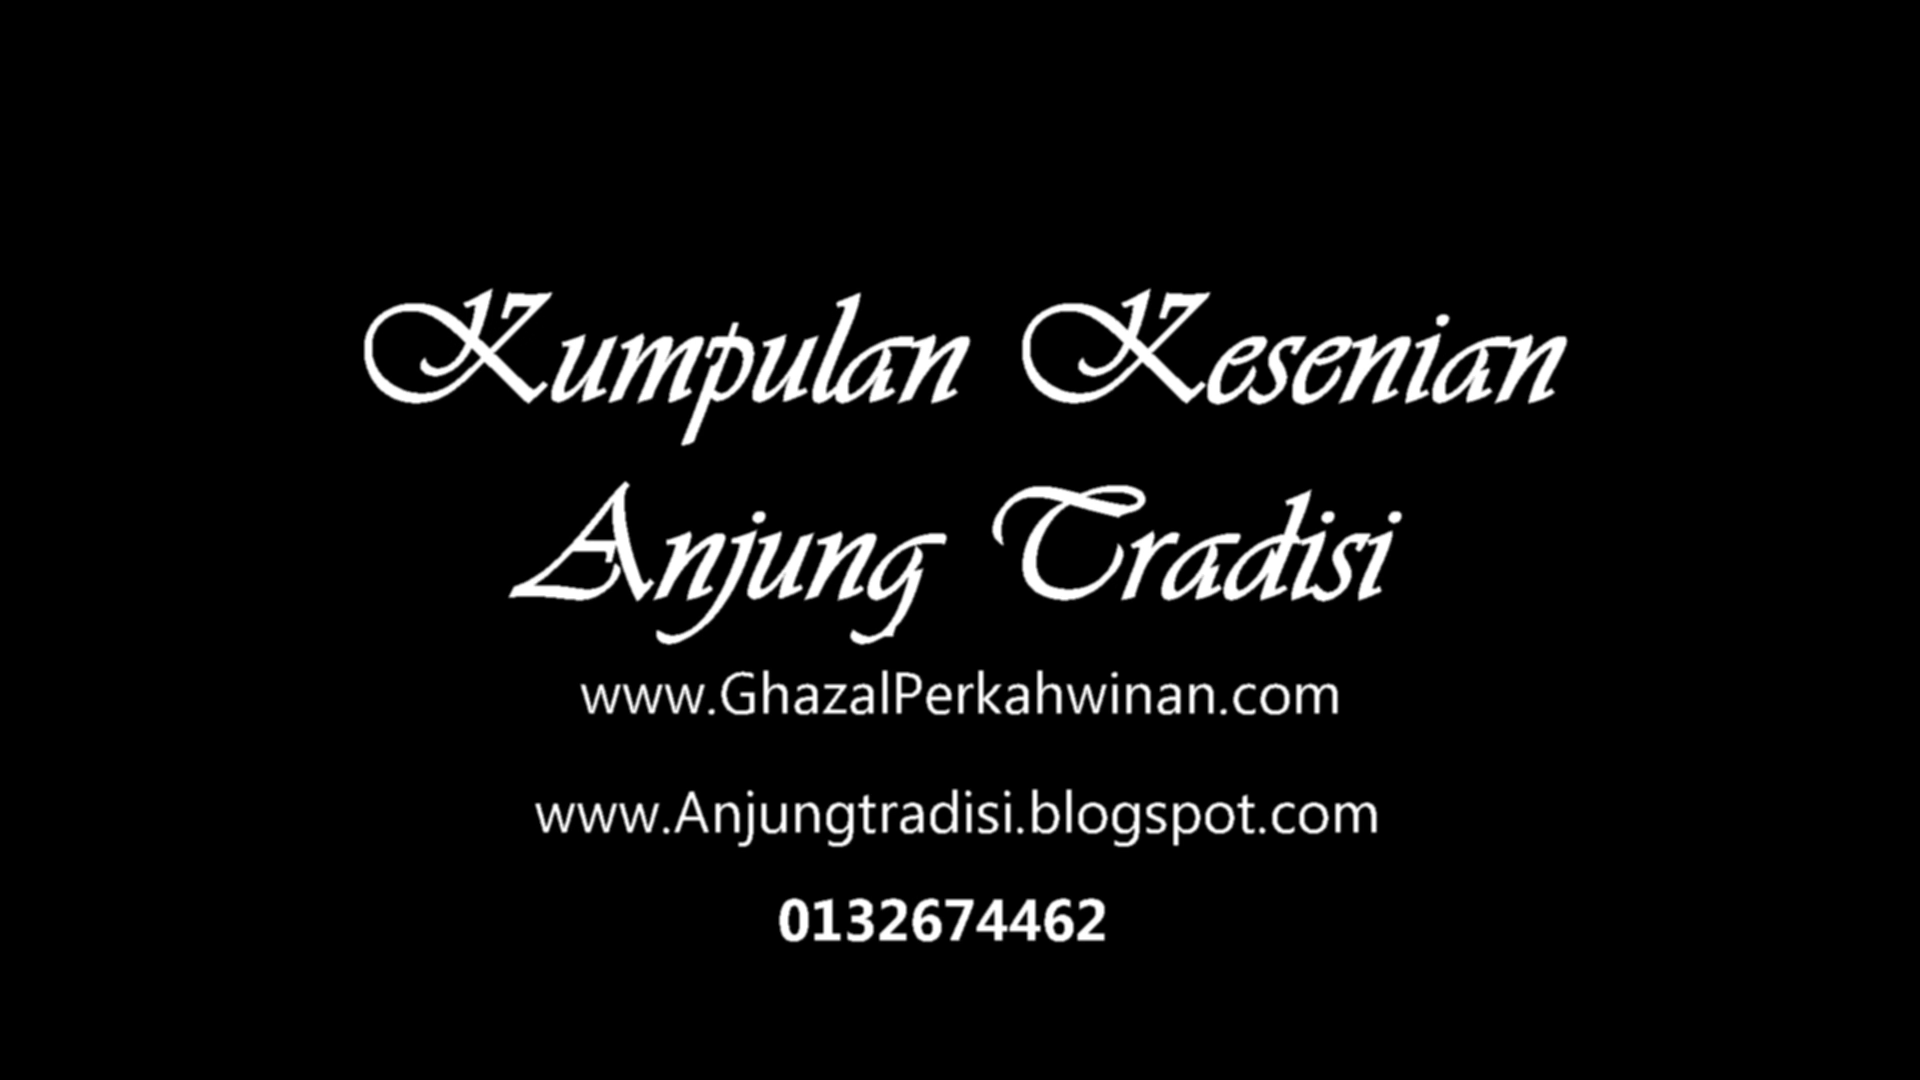 Kumpulan Kesenian
Anjung Tradisi
www.GhazalPerkahwinan.com
www.Anjungtradisi.blogspot.com
0132674462